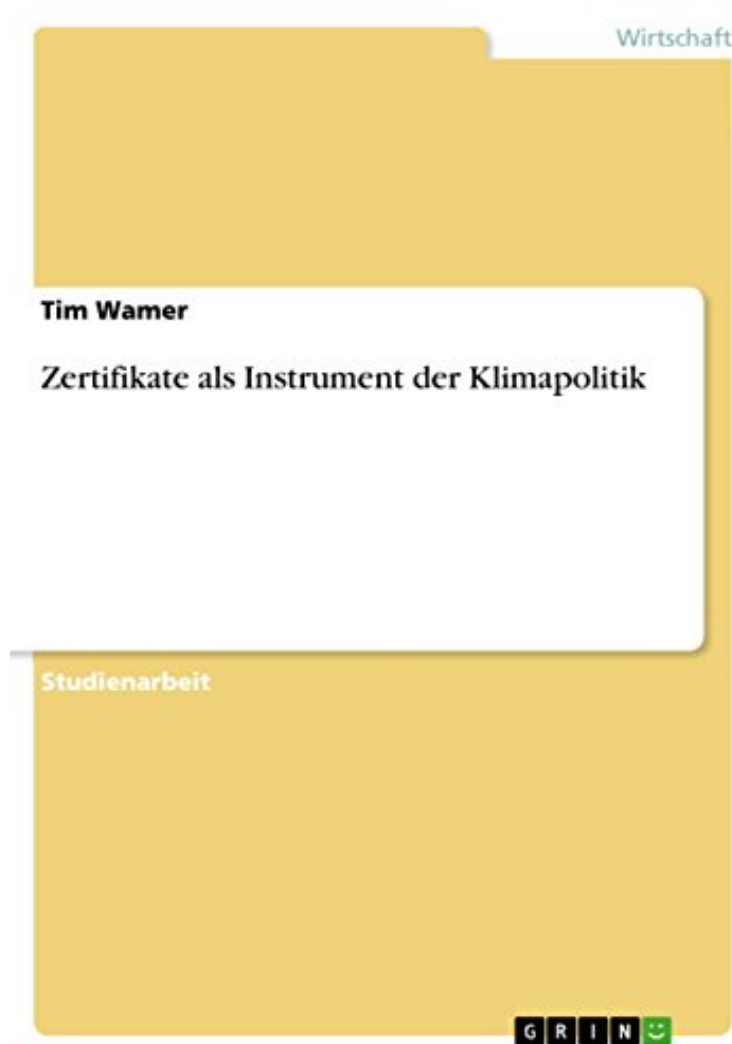 Wirtschaft
Tim Wamer
Zertifikate als Instrument der Klimapolitik
Studienarbeit
GRIN